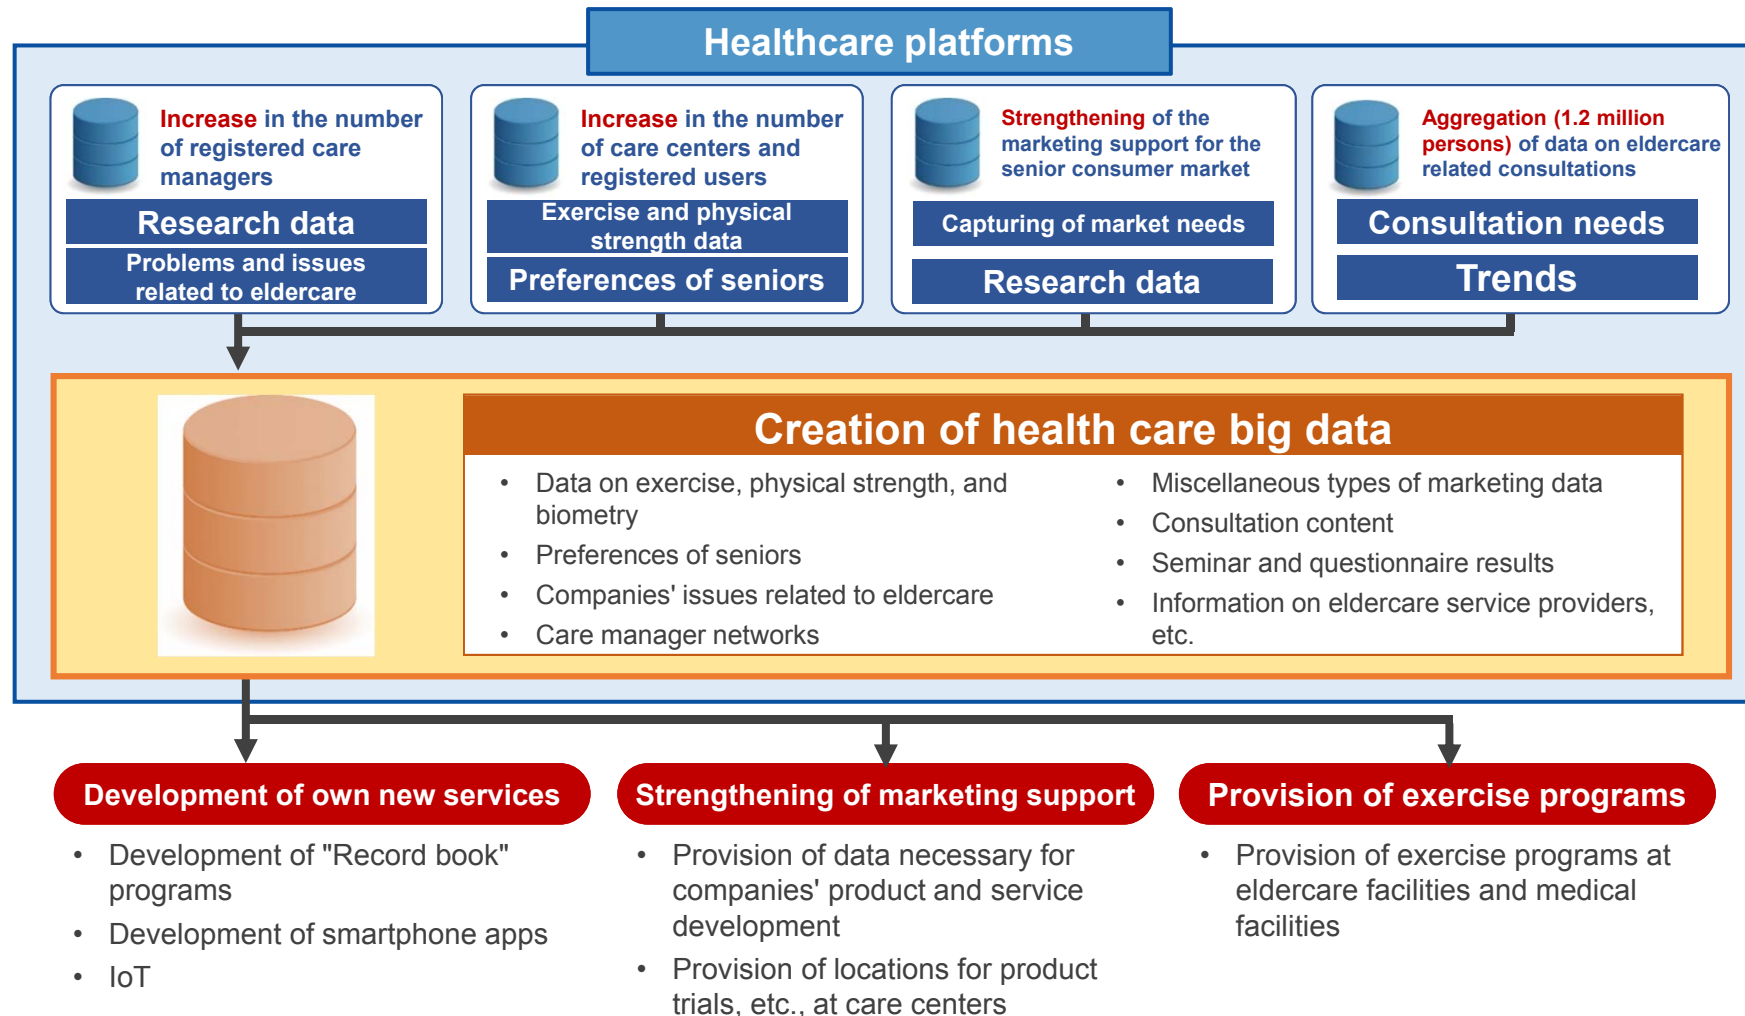 Healthcare platforms
Increase in the number
of registered care
managers
Research data
Problems and issues
related to eldercare
Increase in the number
of care centers and
registered users
Exercise and physical
strength data
Preferences of seniors
Strengthening of the
marketing support for the
senior consumer market
Capturing of market needs
Research data
Aggregation (1.2 million
persons) of data on eldercare
related consultations
Consultation needs
Trends
Creation of health care big data
• Data on exercise, physical strength, and
biometry
• Preferences of seniors
• Companies' issues related to eldercare
• Care manager networks
• Miscellaneous types of marketing data
• Consultation content
• Seminar and questionnaire results
• Information on eldercare service providers,
etc.
Development of own new services
• Development of "Record book"
programs
• Development of smartphone apps
• IoT
Strengthening of marketing support
• Provision of data necessary for
companies' product and service
development
• Provision of locations for product
trials, etc., at care centers
Provision of exercise programs
• Provision of exercise programs at
eldercare facilities and medical
facilities